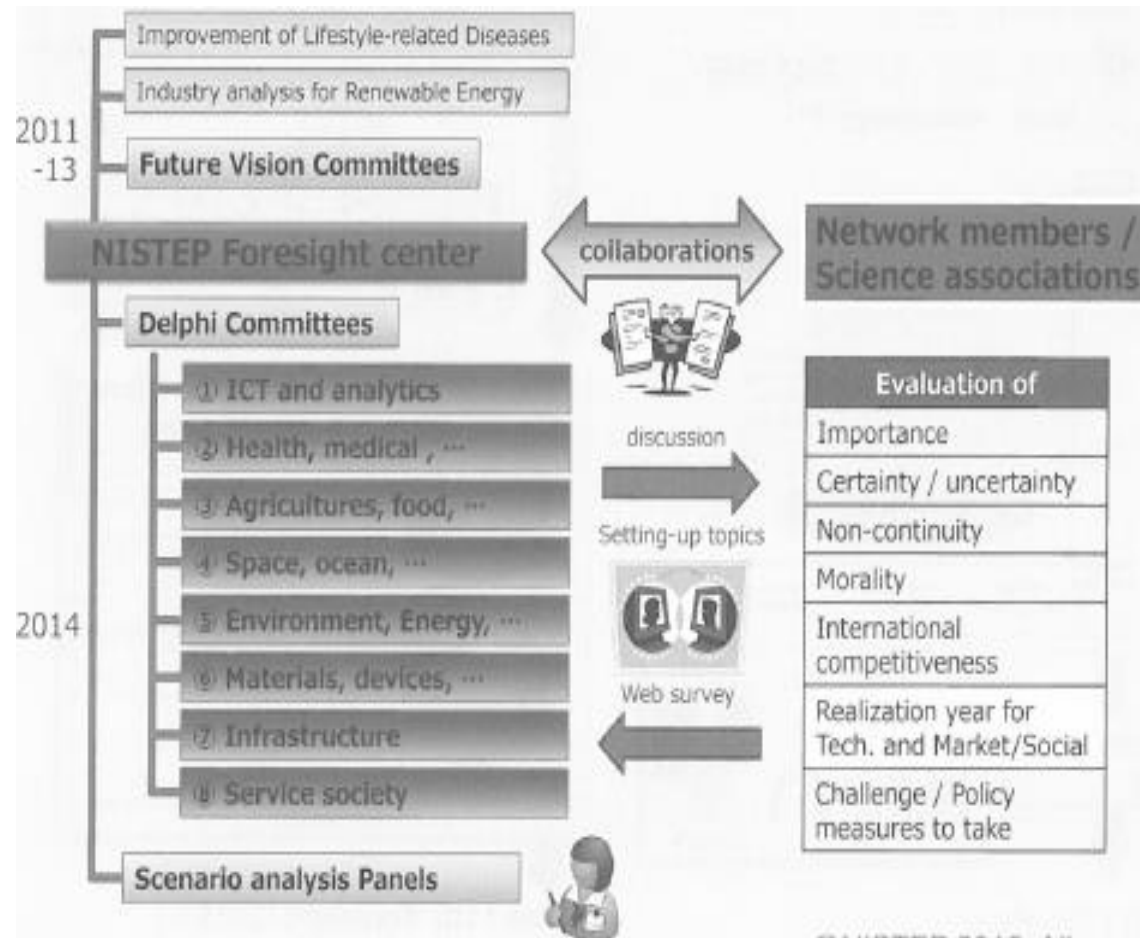 Improvement of Lifestyle-related Diseases
Industry analysis for Renewable Energy
2011
-13
Future Vision Committees
NISTEP Foresight center
collaborations
Network members /
Science associations
Delphi Committees
① ICT and analytics
② Health, medical , ···
③ Agricultures, food, ···
④ Space, ocean, ···
⑤ Environment, Energy, ···
⑥ Materials, devices, ···
⑦ Infrastructure
⑧ Service society
2014
Scenario analysis Panels
discussion
Setting-up topics
Web survey
Evaluation of
Importance
Certainty / uncertainty
Non-continuity
Morality
International
competitiveness
Realization year for
Tech. and Market/Social
Challenge / Policy
measures to take